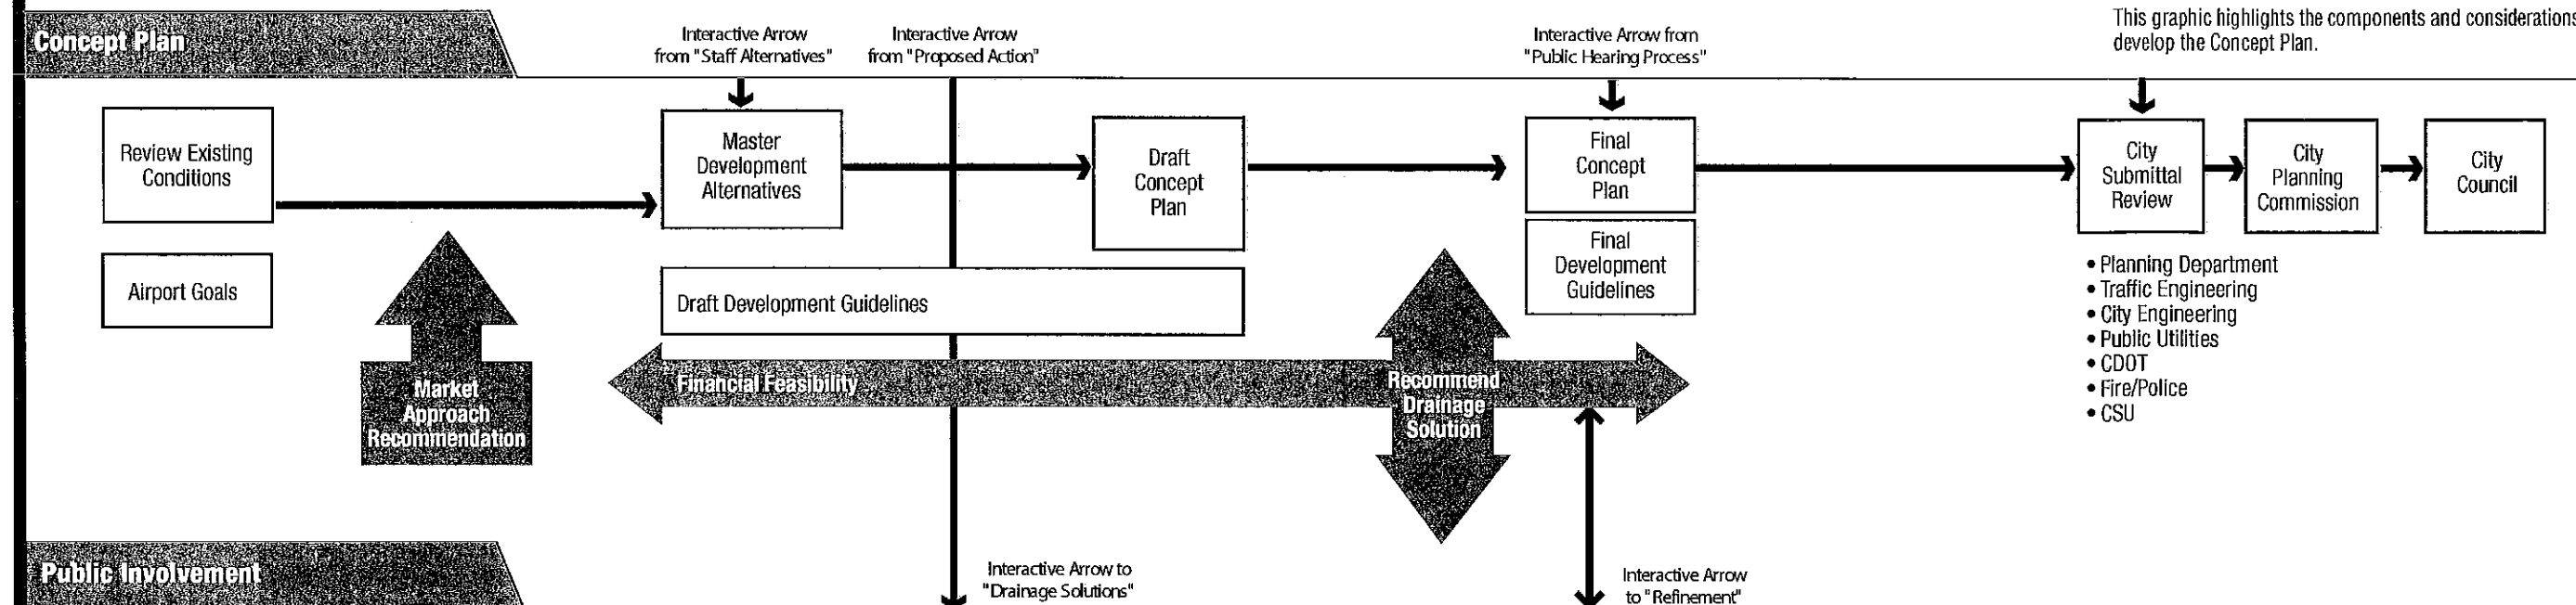 Concept Plan
Interactive Arrow
from "Staff Alternatives"
Interactive Arrow
from "Proposed Action"
Interactive Arrow from
"Public Hearing Process"
This graphic highlights the components and considerations
develop the Concept Plan.
Review Existing
Conditions
Master
Development
Alternatives
Draft
Concept
Plan
Final
Concept
Plan
City
Submittal
Review
City
Planning
Commission
City
Council
Airport Goals
Draft Development Guidelines
Final
Development
Guidelines
• Planning Department
• Traffic Engineering
• City Engineering
• Public Utilities
• CDOT
• Fire/Police
• CSU
Market
Approach
Recommendation
Financial Feasibility
Recommend
Drainage
Solution
Public Involvement
Interactive Arrow to
"Drainage Solutions"
Interactive Arrow
to "Refinement"